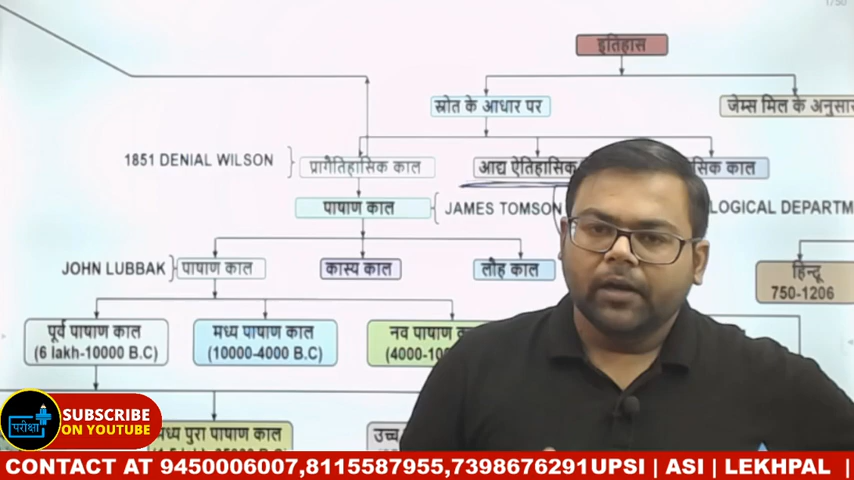 1/50
इतिहास
स्रोत के आधार पर
जेम्स मिल के अनुसार
1851 DENIAL WILSON
प्रागैतिहासिक काल
आद्य ऐतिहासिक
सिक काल
पाषाण काल
JAMES TOMSON
LOGICAL DEPARTM
JOHN LUBBAK
पाषाण काल
कास्य काल
लौह काल
हिन्दू
750-1206
पूर्व पाषाण काल
(6 lakh-10000 B.C)
मध्य पाषाण काल
(10000-4000 B.C)
नव पाषाण
(4000-10
परीक्षा
SUBSCRIBE
ON YOUTUBE
मध्य पुरा पाषाण काल
उच्च
CONTACT AT 9450006007,8115587955,7398676291UPSI | ASI | LEKHPAL |